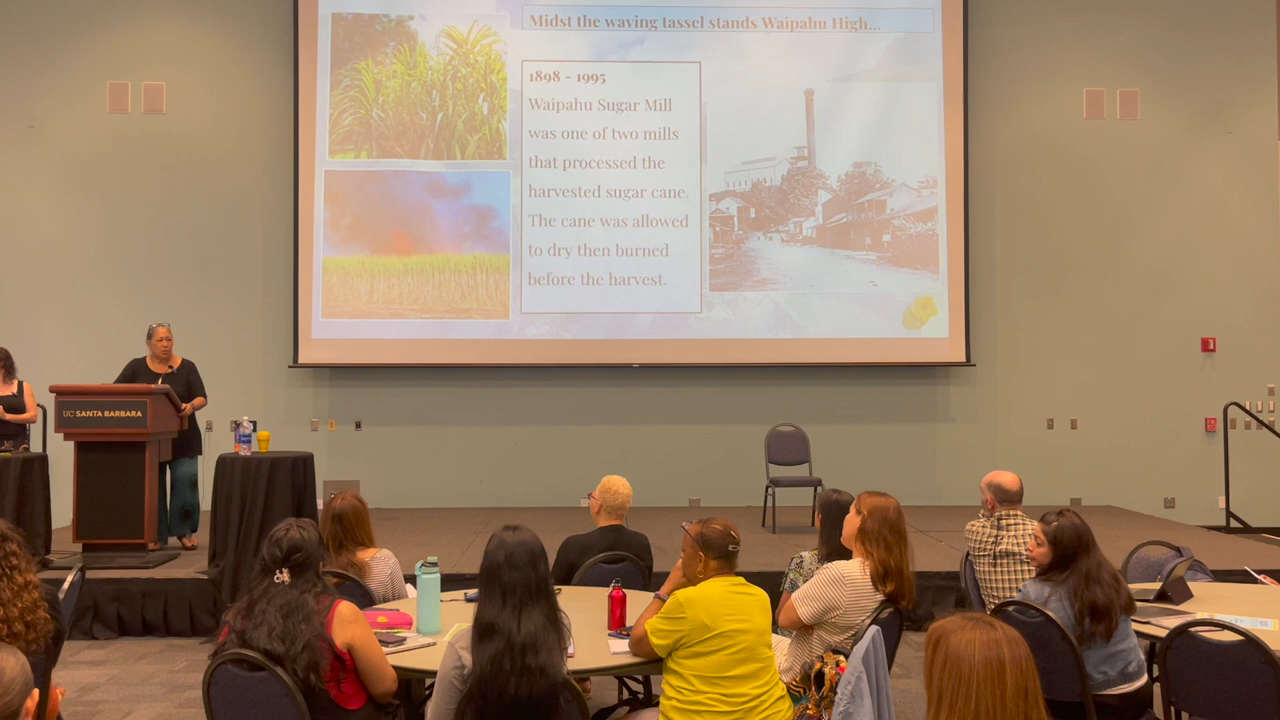 Midst the waving tassel stands Waipahu High...
1898 - 1995
Waipahu Sugar Mill
was one of two mills
that processed the
harvested sugar cane.
The cane was allowed
to dry then burned
before the harvest.
UC SANTA BARBARA